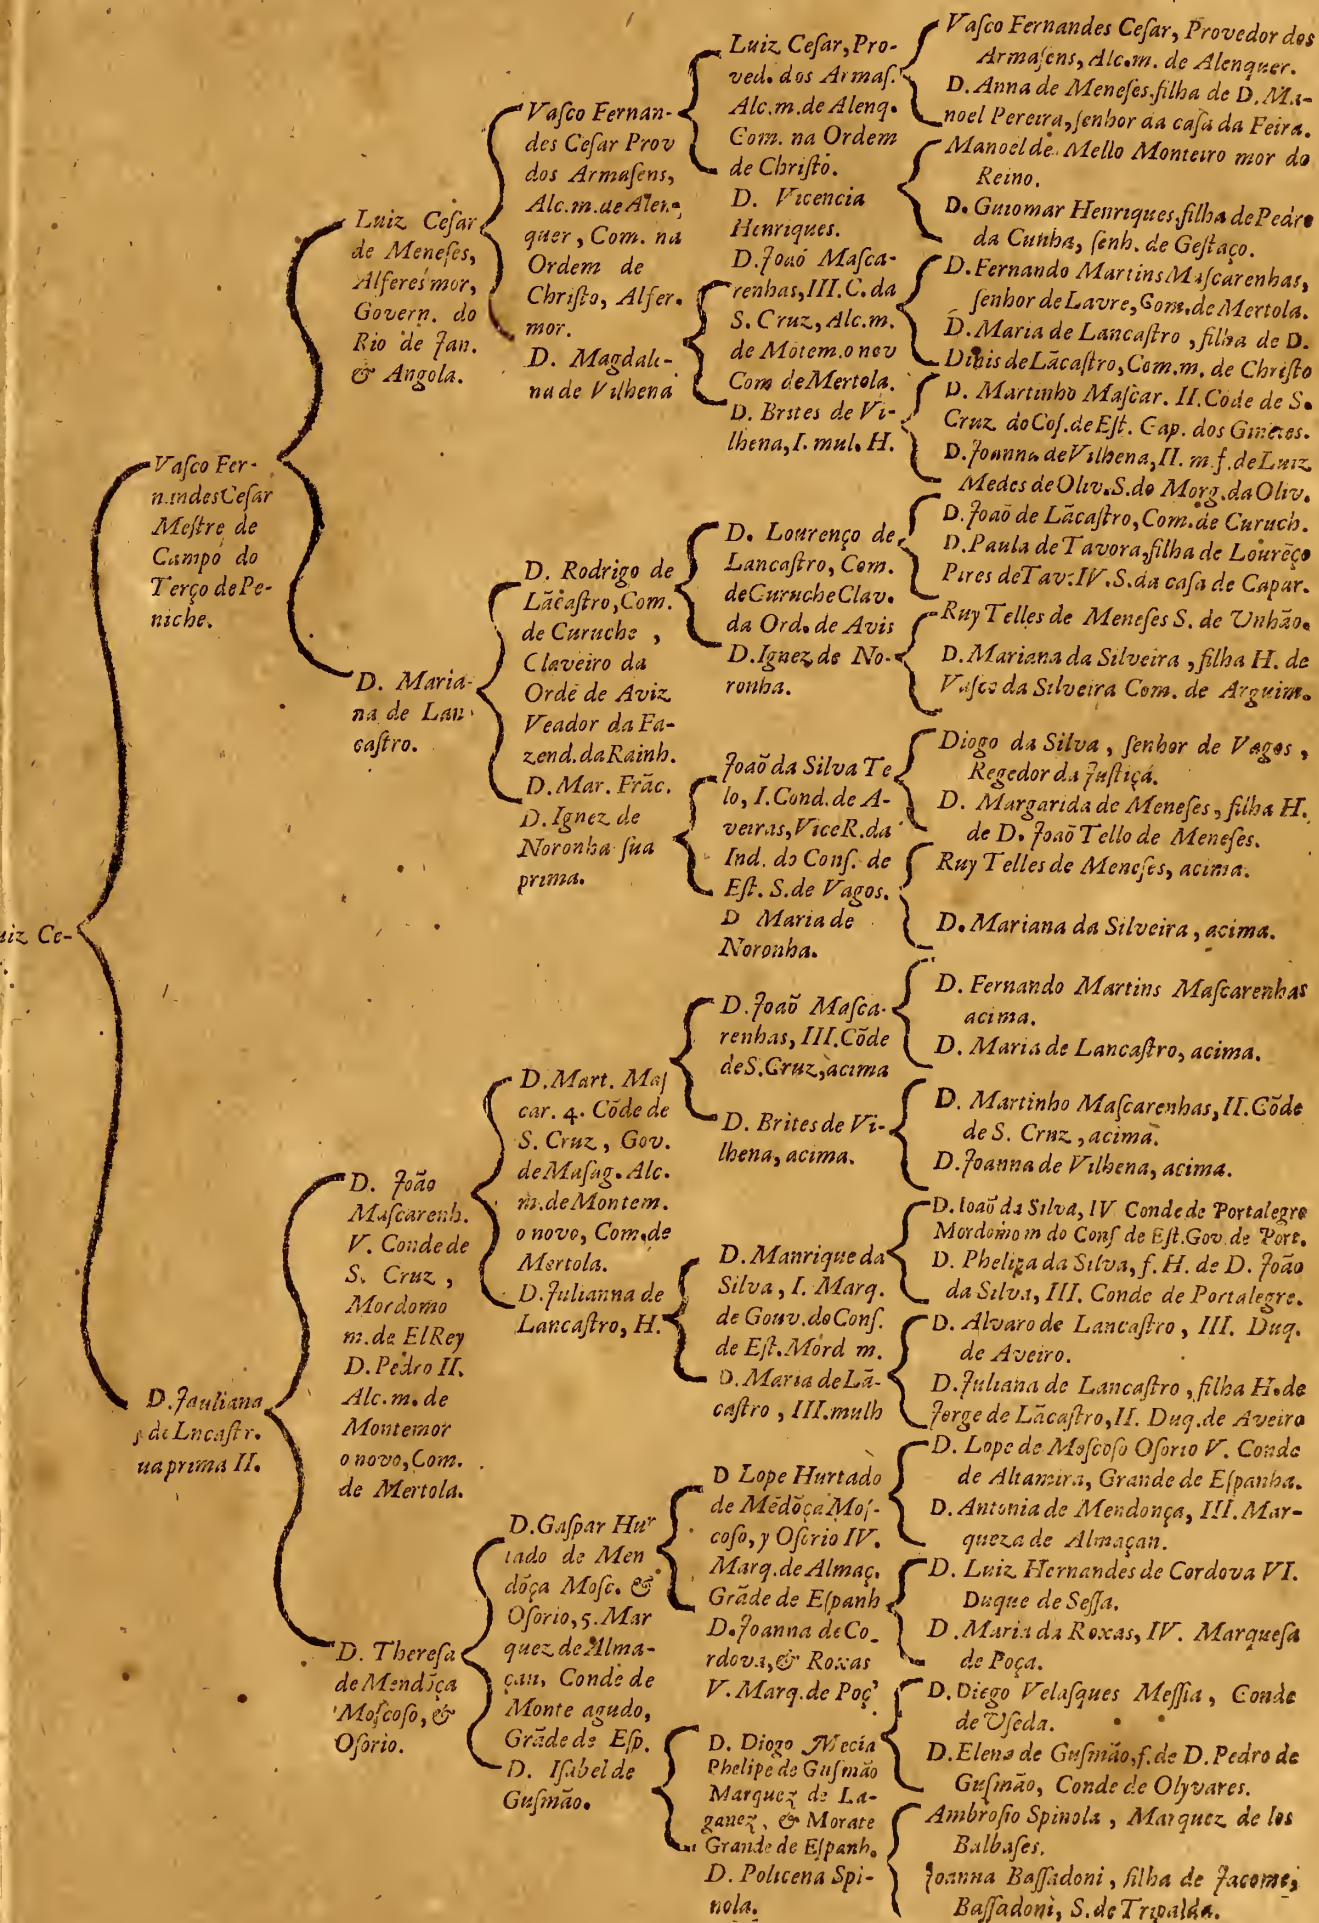 uiz Ce-
Vaſco Fer-
nandes Ceſar
Meſtre de
Campo do
Terço de Pe-
niche.
D. Jauliana
de Lncaſtr.
ua prima II.
Luiz Ceſar
de Meneſes,
Alferes mor,
Govern. do
Rio de Jan.
& Angola.
D. Maria-
na de Lan-
caſtro.
D. João
Maſcarenh.
V. Conde de
S. Cruz,
Mordomo
m. de ElRey
D. Pedro II.
Alc. m. de
Montemor
o novo, Com.
de Mertola.
D. Thereſa
de Mendõça
Moſcoſo, &
Oſorio.
Vaſco Fernan-
des Ceſar Prov
dos Armaſens,
Alc. m. de Alen-
quer, Com. na
Ordem de
Chriſto, Alfer.
mor.
D. Magdale-
na de Vilhena
D. Rodrigo de
Lãcaſtro, Com.
de Curuche,
Claveiro da
Ordē de Aviz
Veador da Fa-
zend. da Rainh.
D. Mar. Frãc.
D. Ignez de
Noronha ſua
prima.
D. Mart. Maſ
car. 4. Cõde de
S. Cruz, Gov.
de Maſag. Alc.
m. de Montem.
o novo, Com. de
Mertola.
D. Julianna de
Lancaſtro, H.
D. Gaſpar Hur
tado de Men
dõça Moſc. &
Oſorio, 5. Mar
quez de Alma-
çan, Conde de
Monte agudo,
Grãde de Eſp.
D. Iſabel de
Guſmão.
Luiz Ceſar, Pro-
ved. dos Armaſ.
Alc. m. de Alenq.
Com. na Ordem
de Chriſto.
D. Vicencia
Henriques.
D. Joaõ Maſca-
renhas, III. C. da
S. Cruz, Alc. m.
de Mõtem. o nov
Com de Mertola.
D. Brites de Vi-
lhena, I. mul. H.
D. Lourenço de
Lancaſtro, Com.
de Curuche Clav.
da Ord. de Avis
D. Ignez de No-
ronha.
Joaõ da Silva Te
lo, I. Cond. de A-
veiras, Vice R. da
Ind. do Conſ. de
Eſt. S. de Vagos.
D Maria de
Noronha.
D. Joaõ Maſca-
renhas, III. Cõde
de S. Cruz, acima
D. Brites de Vi-
lhena, acima.
D. Manrique da
Silva, I. Marq.
de Gouv. do Conſ.
de Eſt. Mord m.
D. Maria de Lã-
caſtro, III. mulh
D Lope Hurtado
de Mēdõça Moſ-
coſo, y Oſorio IV.
Marq. de Almaç.
Grãde de Eſpanh
D. Joanna de Co-
rdova, & Roxas
V. Marq. de Poç
D. Diogo Mecia
Phelipe de Guſmão
Marquez de La-
ganez, & Morate
Grande de Eſpanh.
D. Policena Spi-
nola.
Vaſco Fernandes Ceſar, Provedor dos
Armaſens, Alc. m. de Alenquer.
D. Anna de Meneſes, filha de D. Ma-
noel Pereira, ſenhor da caſa da Feira.
Manoel de Mello Monteiro mor do
Reino.
D. Guiomar Henriques, filha de Pedro
da Cunha, ſenh. de Geſtaço.
D. Fernando Martins Maſcarenhas,
ſenhor de Lavre, Com. de Mertola.
D. Maria de Lancaſtro, filha de D.
Dinis de Lãcaſtro, Com. m. de Chriſto
D. Martinho Maſcar. II. Cõde de S.
Cruz do Coſ. de Eſt. Cap. dos Ginetes.
D. Joanna de Vilhena, II. m. f. de Luiz
Medes de Oliv. S. do Morg. da Oliv.
D. Joaõ de Lãcaſtro, Com. de Curuch.
D. Paula de Tavora, filha de Lourēço
Pires de Tav. IV. S. da caſa de Capar.
Ruy Telles de Meneſes S. de Unhão.
D. Mariana da Silveira, filha H. de
Vaſco da Silveira Com. de Arguim.
Diogo da Silva, ſenhor de Vagos,
Regedor da Juſtiça.
D. Margarida de Meneſes, filha H.
de D. Joaõ Tello de Meneſes.
Ruy Telles de Meneſes, acima.
D. Mariana da Silveira, acima.
D. Fernando Martins Maſcarenhas
acima.
D. Maria de Lancaſtro, acima.
D. Martinho Maſcarenhas, II. Cõde
de S. Cruz, acima.
D. Joanna de Vilhena, acima.
D. Ioaõ da Silva, IV Conde de Portalegre
Mordomo m do Conſ de Eſt. Gov. de Port.
D. Pheliza da Silva, f. H. de D. João
da Silva, III. Conde de Portalegre.
D. Alvaro de Lancaſtro, III. Duq.
de Aveiro.
D. Juliana de Lancaſtro, filha H. de
Jorge de Lãcaſtro, II. Duq. de Aveiro
D. Lope de Moſcoſo Oſorio V. Conde
de Altamira, Grande de Eſpanha.
D. Antonia de Mendonça, III. Mar-
queza de Almaçan.
D. Luiz Hernandes de Cordova VI.
Duque de Seſſa.
D. Maria da Roxas, IV. Marqueſa
de Poça.
D. Diego Velaſques Meſſia, Conde
de Uſeda.
D. Elena de Guſmão, f. de D. Pedro de
Guſmão, Conde de Olyvares.
Ambroſio Spinola, Marquez de los
Balbaſes.
Joanna Baſſadoni, filha de Jacome,
Baſſadoni, S. de Tripalda.